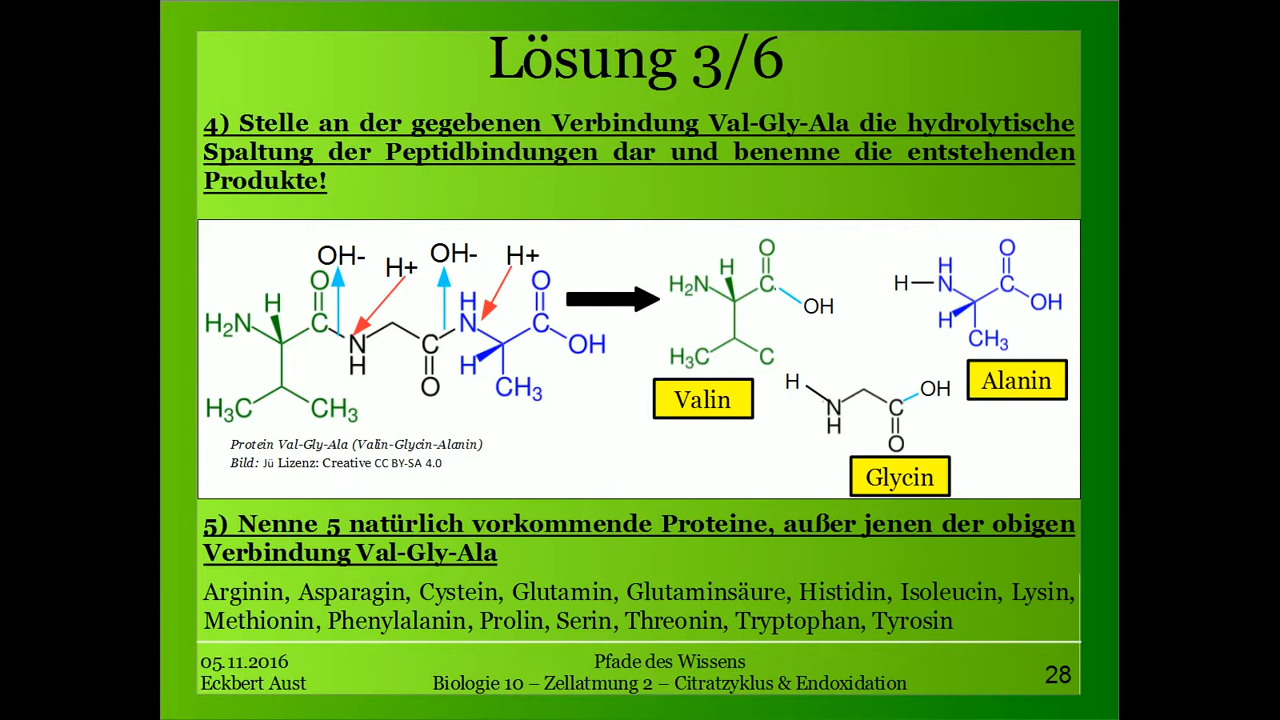 Lösung 3/6
4) Stelle an der gegebenen Verbindung Val-Gly-Ala die hydrolytische
Spaltung der Peptidbindungen dar und benenne die entstehenden
Produkte!
OH- H+ OH- H+
O O
H H
H₂N N OH
N H
H O CH₃
H₃C CH₃
O
H
H₂N OH
H₃C C
Valin
O
H
H N OH
H CH₃
Alanin
H OH
N
H O
Glycin
Protein Val-Gly-Ala (Valin-Glycin-Alanin)
Bild: Jü Lizenz: Creative CC BY-SA 4.0
5) Nenne 5 natürlich vorkommende Proteine, außer jenen der obigen
Verbindung Val-Gly-Ala
Arginin, Asparagin, Cystein, Glutamin, Glutaminsäure, Histidin, Isoleucin, Lysin,
Methionin, Phenylalanin, Prolin, Serin, Threonin, Tryptophan, Tyrosin
05.11.2016
Eckbert Aust
Pfade des Wissens
Biologie 10 – Zellatmung 2 – Citratzyklus & Endoxidation
28